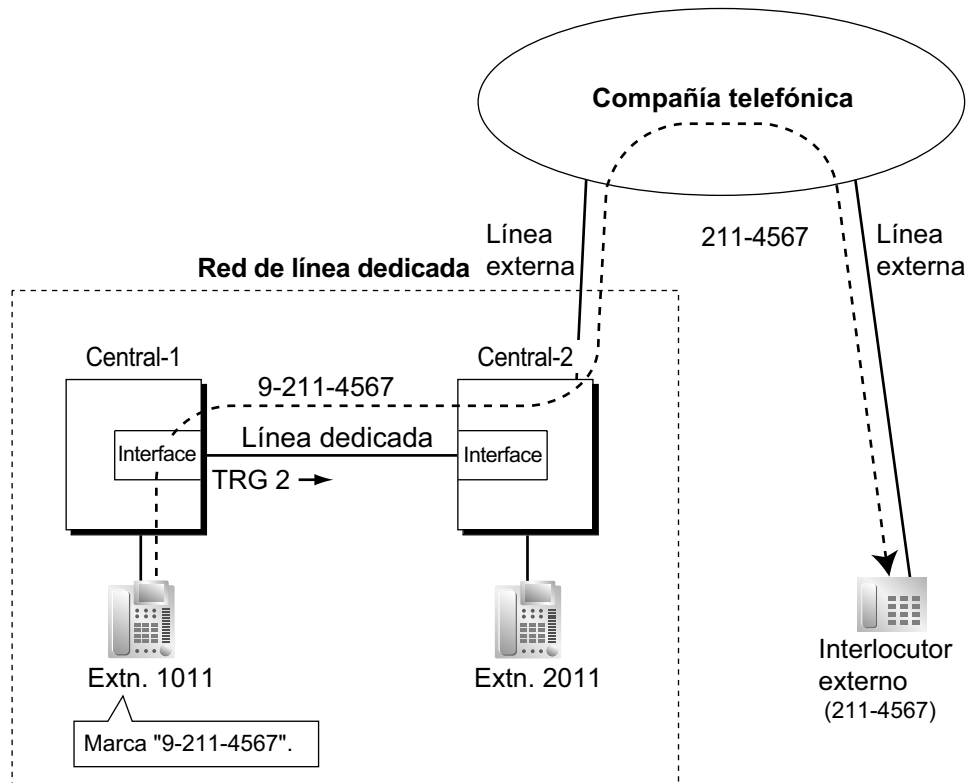 Compañía telefónica
Línea
externa
211-4567
Línea
externa
Red de línea dedicada
Central-1
Central-2
9-211-4567
Línea dedicada
Interface
Interface
TRG 2 →
Extn. 1011
Extn. 2011
Interlocutor
externo
(211-4567)
Marca "9-211-4567".